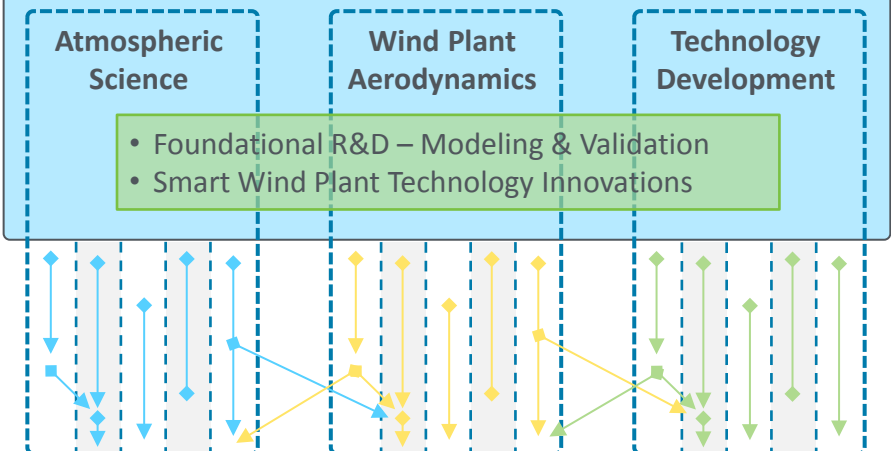 Atmospheric
Science
Wind Plant
Aerodynamics
Technology
Development
• Foundational R&D – Modeling & Validation
• Smart Wind Plant Technology Innovations